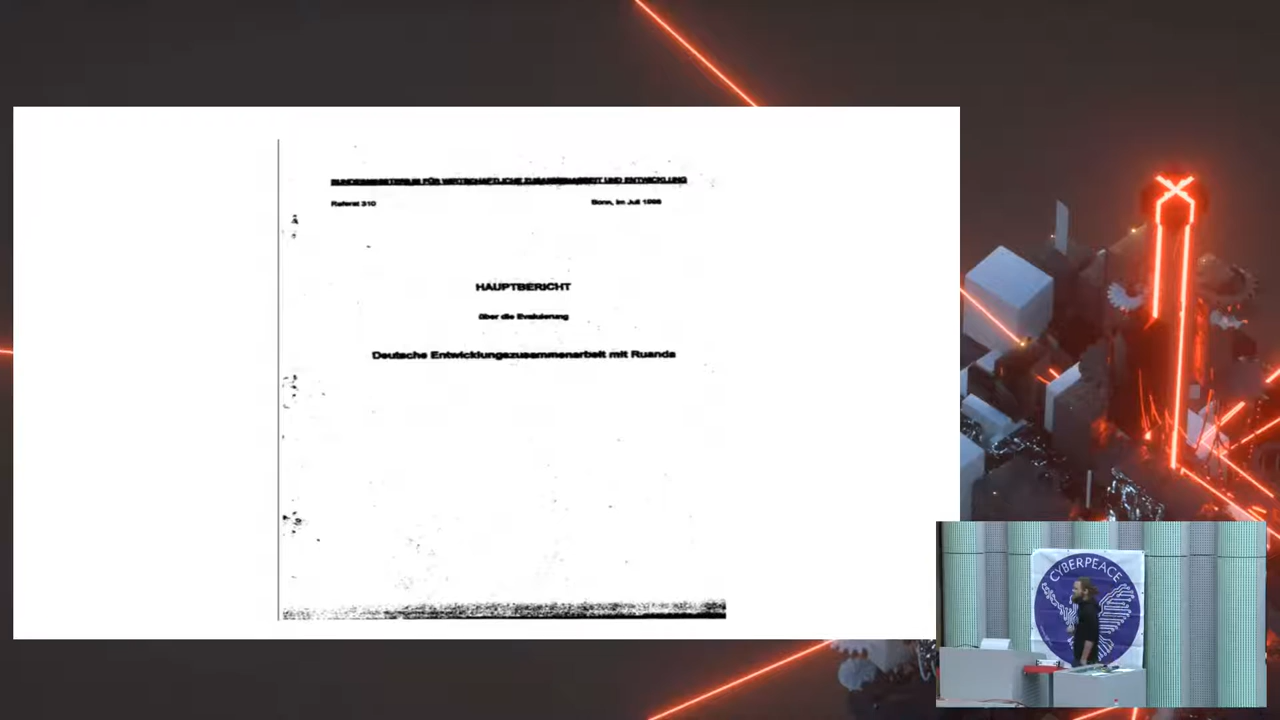 BUNDESMINISTERIUM FÜR WIRTSCHAFTLICHE ZUSAMMENARBEIT UND ENTWICKLUNG
Referat 310
Bonn, im Juli
HAUPTBERICHT
über die Evaluierung
Deutsche Entwicklungszusammenarbeit mit Ruanda
CYBERPEACE